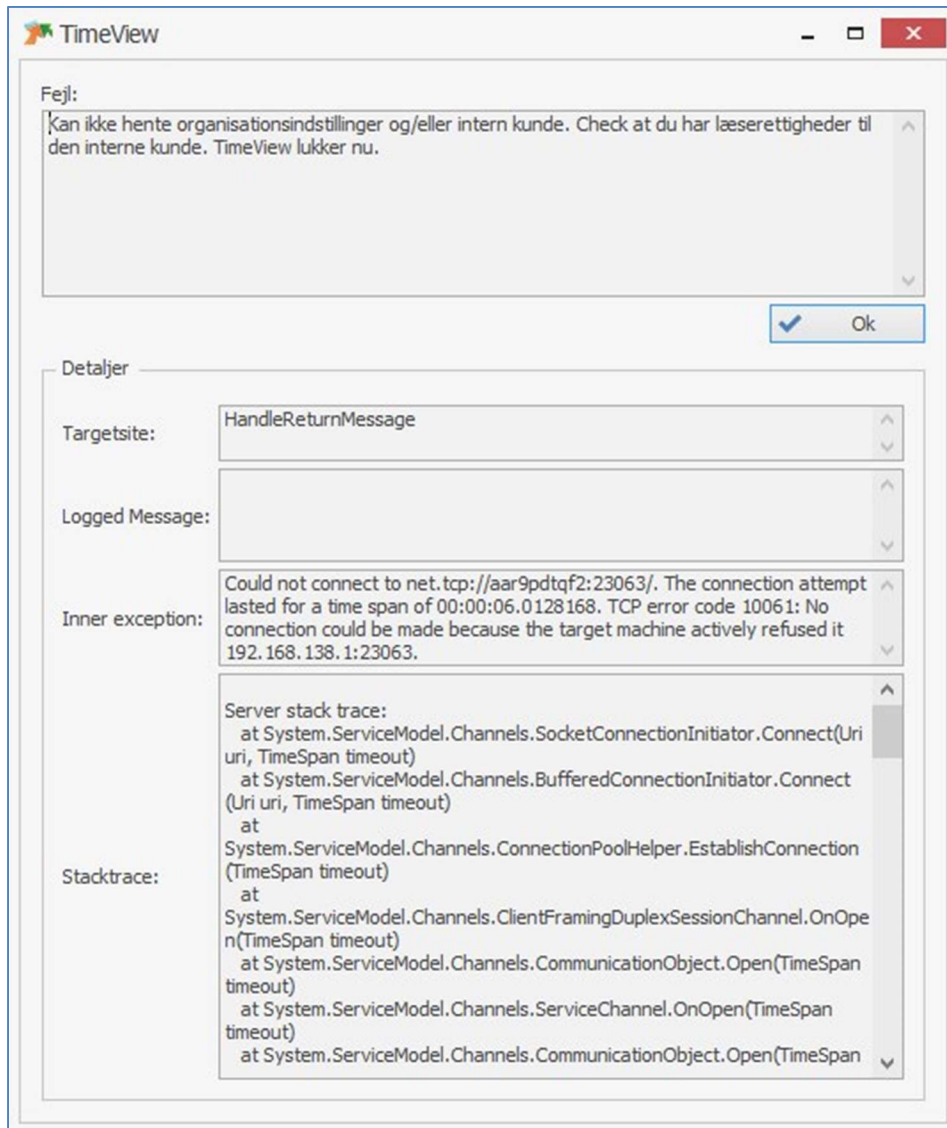 TimeView
Fejl:
Kan ikke hente organisationsindstillinger og/eller intern kunde. Check at du har læserettigheder til
den interne kunde. TimeView lukker nu.
Ok
Detaljer
Targetsite:
HandleReturnMessage
Logged Message:
Inner exception:
Could not connect to net.tcp://aar9pdtqf2:23063/. The connection attempt
lasted for a time span of 00:00:06.0128168. TCP error code 10061: No
connection could be made because the target machine actively refused it
192.168.138.1:23063.
Stacktrace:
Server stack trace:
at System.ServiceModel.Channels.SocketConnectionInitiator.Connect(Uri
uri, TimeSpan timeout)
at System.ServiceModel.Channels.BufferedConnectionInitiator.Connect
(Uri uri, TimeSpan timeout)
at
System.ServiceModel.Channels.ConnectionPoolHelper.EstablishConnection
(TimeSpan timeout)
at
System.ServiceModel.Channels.ClientFramingDuplexSessionChannel.OnOpe
n(TimeSpan timeout)
at System.ServiceModel.Channels.CommunicationObject.Open(TimeSpan
timeout)
at System.ServiceModel.Channels.ServiceChannel.OnOpen(TimeSpan
timeout)
at System.ServiceModel.Channels.CommunicationObject.Open(TimeSpan